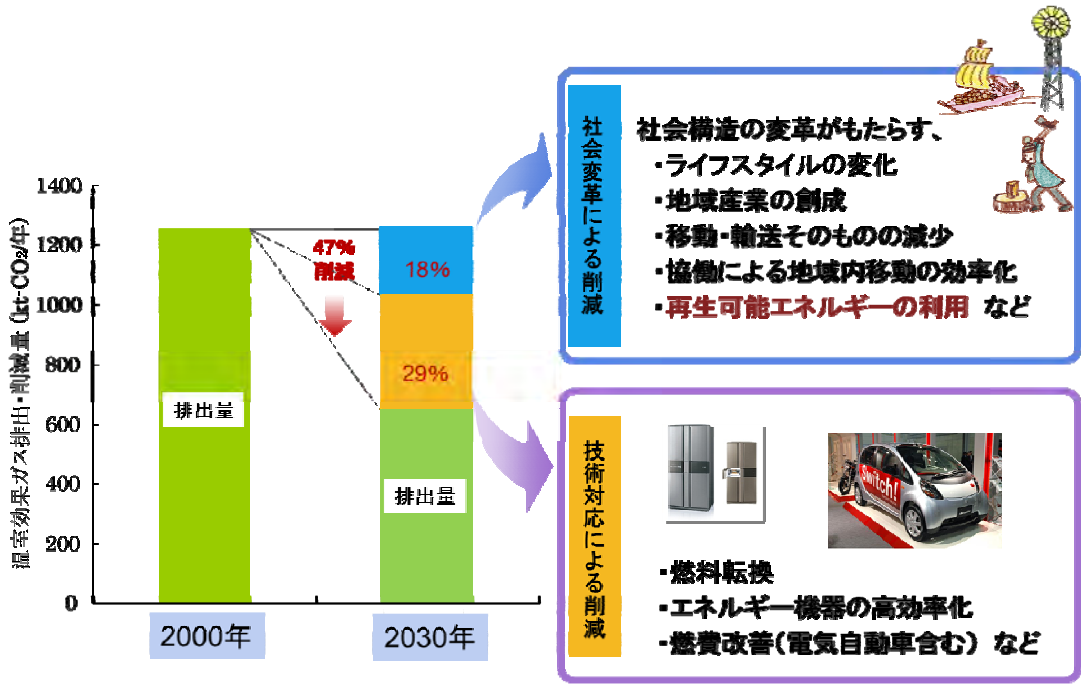 温室効果ガス排出・削減量(kt-CO₂/年)
1400
1200
1000
800
600
400
200
0
排出量
2000年
47%
削減
18%
29%
排出量
2030年
社会変革による削減
社会構造の変革がもたらす、
・ライフスタイルの変化
・地域産業の創成
・移動・輸送そのものの減少
・協働による地域内移動の効率化
・再生可能エネルギーの利用 など
技術対応による削減
Switch!
・燃料転換
・エネルギー機器の高効率化
・燃費改善(電気自動車含む) など